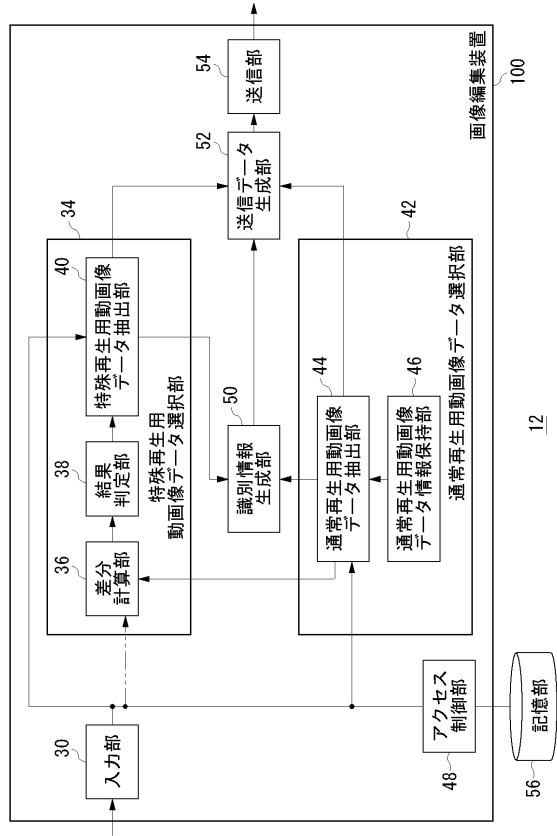 34
40
特殊再生用動画像
データ抽出部
38
結果
判定部
36
差分
計算部
特殊再生用
動画像データ選択部
54
送信部
52
送信データ
生成部
50
識別情報
生成部
30
入力部
42
44
通常再生用動画像
データ抽出部
46
通常再生用動画像
データ情報保持部
通常再生用動画像データ選択部
アクセス
制御部
48
記憶部
56
画像編集装置
100
12